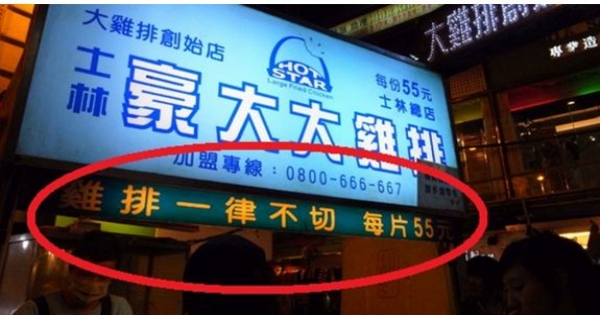 大雞排創始店
HOT STAR
Large Fried Chicken
每份55元
士林總店
士林
豪大大雞排
加盟專線：0800-666-667
雞排一律不切 每片55元
大雞排創